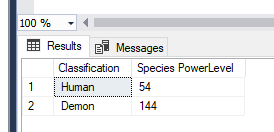 100 %
Results Messages
Classification Species PowerLevel
1 Human 54
2 Demon 144